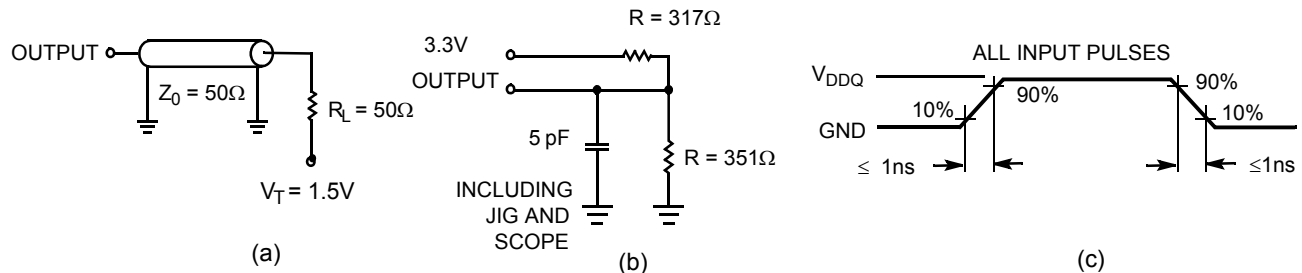 OUTPUT
Z0 = 50Ω
RL = 50Ω
VT = 1.5V
(a)
R = 317Ω
3.3V
OUTPUT
5 pF
R = 351Ω
INCLUDING
JIG AND
SCOPE
(b)
ALL INPUT PULSES
VDDQ
90%
90%
10%
10%
GND
≤ 1ns
≤1ns
(c)